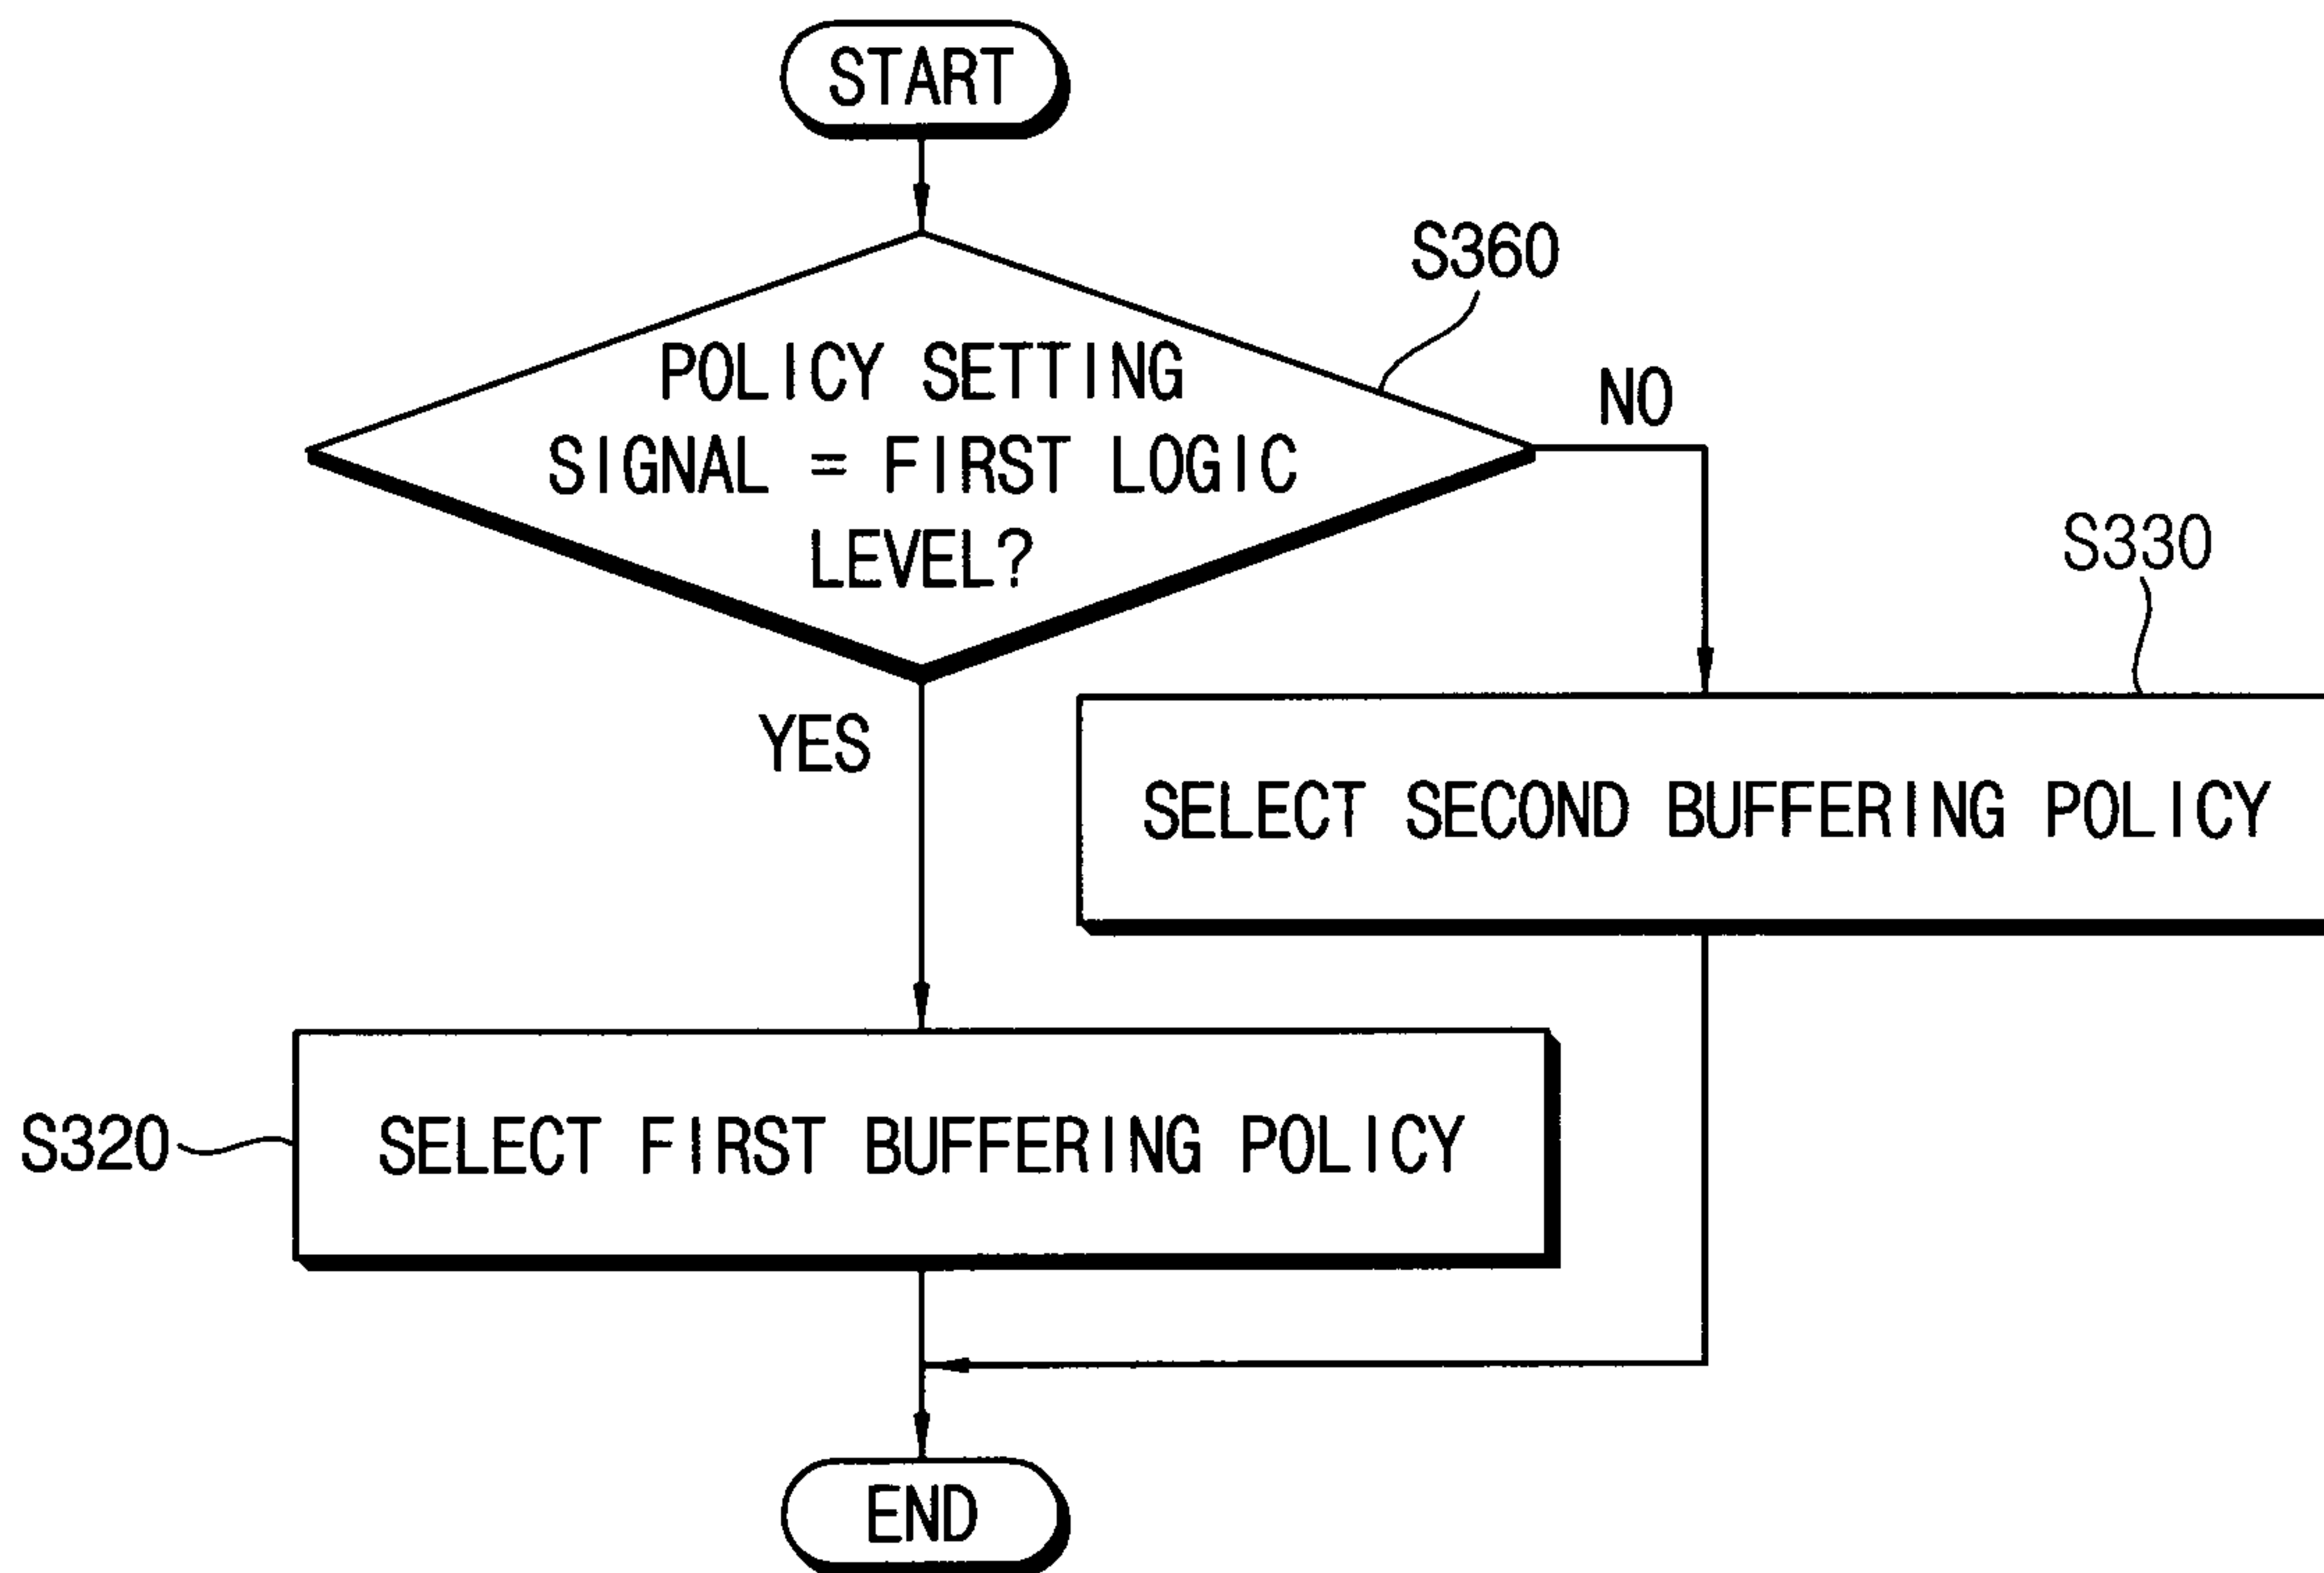 START
S360
POLICY SETTING
SIGNAL = FIRST LOGIC
LEVEL?
NO
YES
S330
SELECT SECOND BUFFERING POLICY
S320
SELECT FIRST BUFFERING POLICY
END